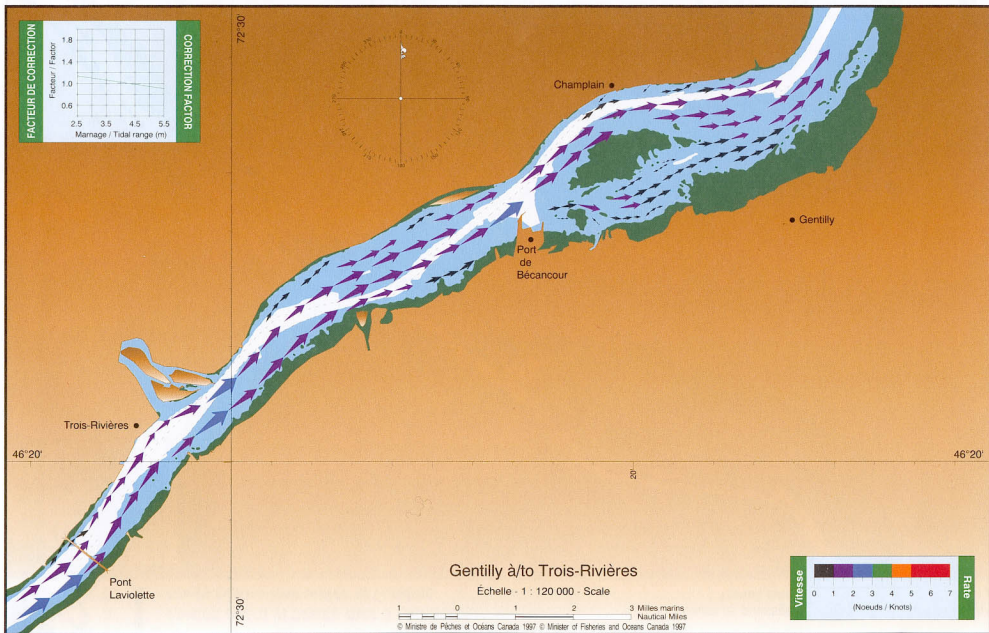 FACTEUR DE CORRECTION
Facteur / Factor
1.8
1.4
1.0
0.6
2.5 3.5 4.5 5.5
Marnage / Tidal range (m)
CORRECTION FACTOR
72°30'
Champlain
Gentilly
Port
de
Bécancour
Trois-Rivières
46°20'
46°20'
20'
Pont
Laviolette
72°30'
Gentilly à/to Trois-Rivières
Échelle - 1 : 120 000 - Scale
1 0 1 2 3 Milles marins
Nautical Miles
© Ministre de Pêches et Océans Canada 1997 © Minister of Fisheries and Oceans Canada 1997
Vitesse
0 1 2 3 4 5 6 7
(Noeuds / Knots)
Rate